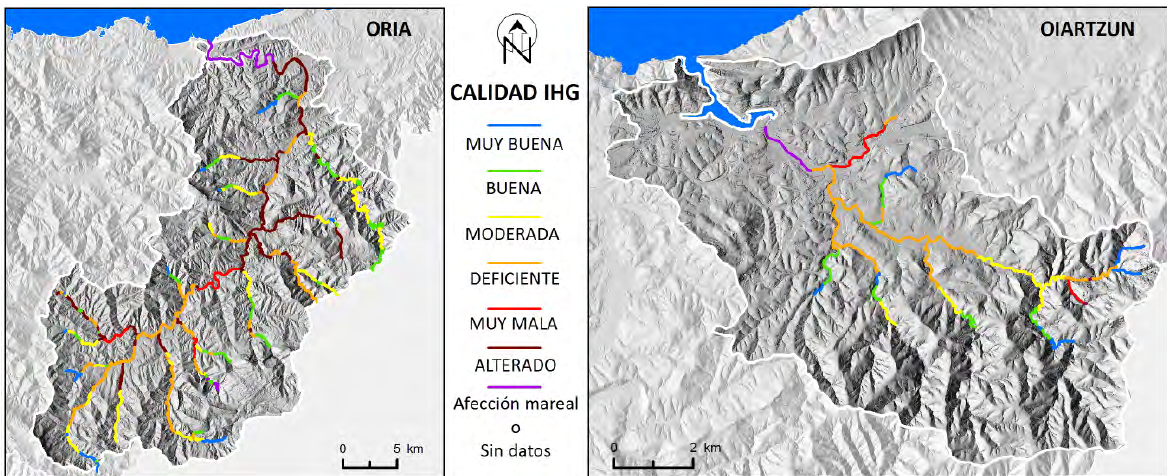 ORIA
0 5 km
N
CALIDAD IHG
MUY BUENA
BUENA
MODERADA
DEFICIENTE
MUY MALA
ALTERADO
Afección mareal
o
Sin datos
OIARTZUN
0 2 km